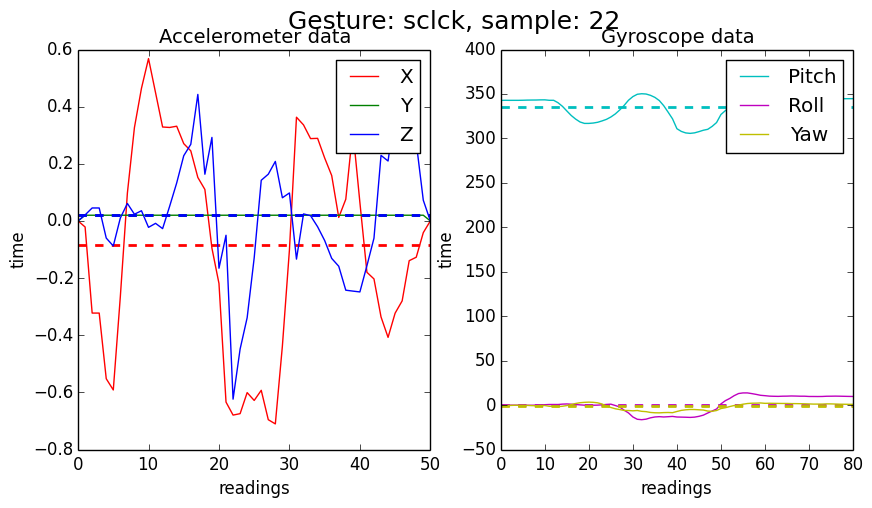 Gesture: sclck, sample: 22
Accelerometer data
0.6
0.4
0.2
0.0
−0.2
−0.4
−0.6
−0.8
time
0 10 20 30 40 50
readings
X
Y
Z
Gyroscope data
400
350
300
250
200
150
100
50
0
−50
time
0 10 20 30 40 50 60 70 80
readings
Pitch
Roll
Yaw